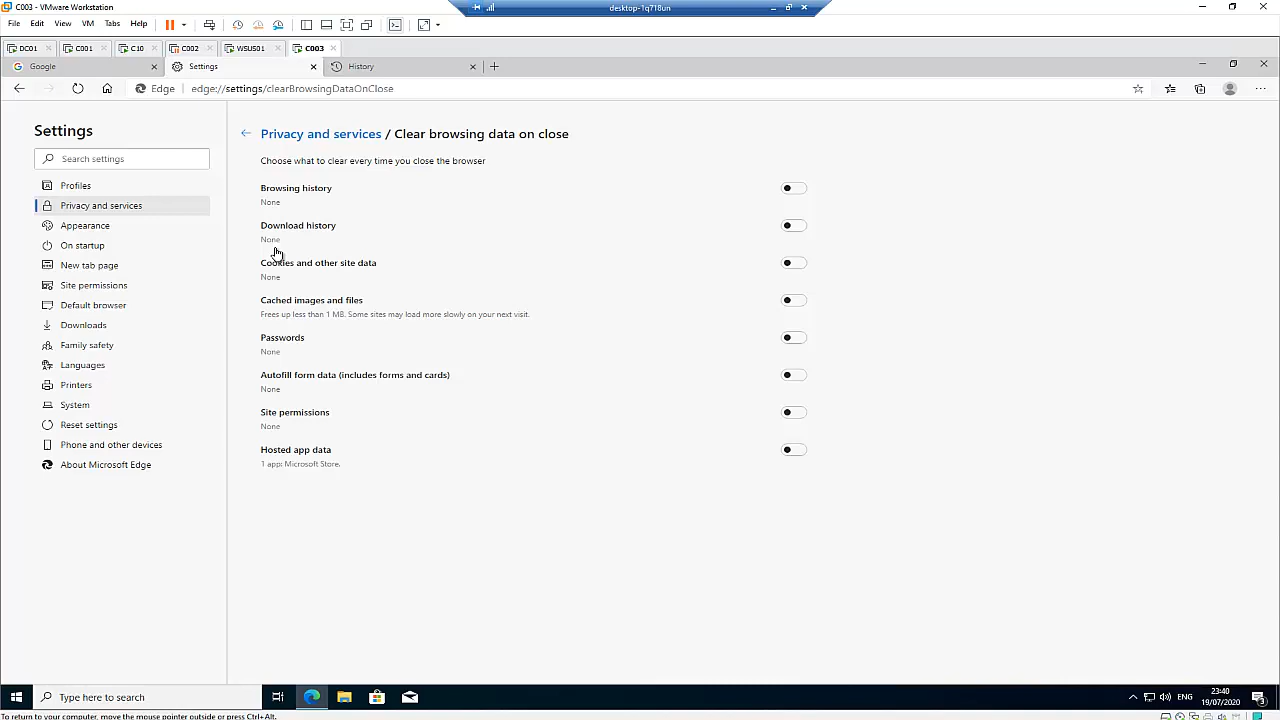 C003 - VMware Workstation
desktop-1q718un
File Edit View VM Tabs Help
DC01 C001 C10 C002 WSUS01 C003
Google Settings History
Edge edge://settings/clearBrowsingDataOnClose
Settings
Search settings
Profiles
Privacy and services
Appearance
On startup
New tab page
Site permissions
Default browser
Downloads
Family safety
Languages
Printers
System
Reset settings
Phone and other devices
About Microsoft Edge
Privacy and services / Clear browsing data on close
Choose what to clear every time you close the browser
Browsing history
None
Download history
None
Cookies and other site data
None
Cached images and files
Frees up less than 1 MB. Some sites may load more slowly on your next visit.
Passwords
None
Autofill form data (includes forms and cards)
None
Site permissions
None
Hosted app data
1 app: Microsoft Store.
Type here to search
ENG
23:40
19/07/2020
3
To return to your computer, move the mouse pointer outside or press Ctrl+Alt.